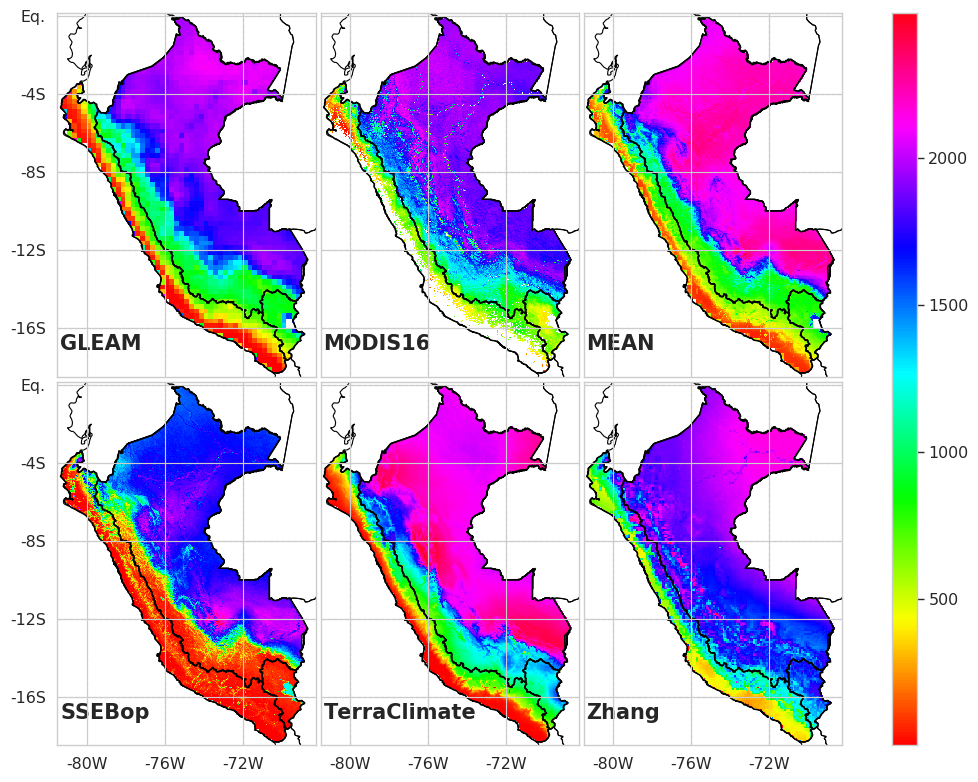 Eq.
-4S
-8S
-12S
-16S
GLEAM
MODIS16
MEAN
2000
1500
1000
500
Eq.
-4S
-8S
-12S
-16S
SSEBop
TerraClimate
Zhang
-80W -76W -72W -80W -76W -72W -80W -76W -72W